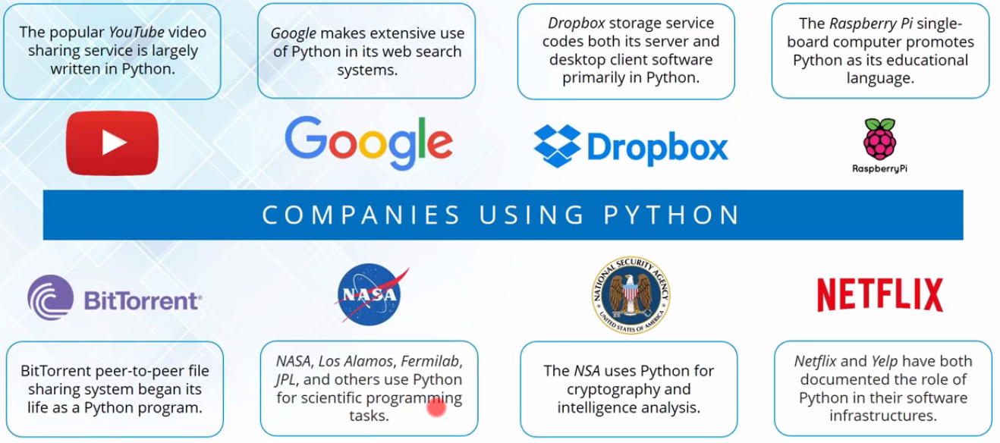 The popular YouTube video
sharing service is largely
written in Python.
Google makes extensive use
of Python in its web search
systems.
Dropbox storage service
codes both its server and
desktop client software
primarily in Python.
The Raspberry Pi single-
board computer promotes
Python as its educational
language.
Google
Dropbox
RaspberryPi
COMPANIES USING PYTHON
BitTorrent®
NASA
NATIONAL SECURITY AGENCY
UNITED STATES OF AMERICA
NETFLIX
BitTorrent peer-to-peer file
sharing system began its
life as a Python program.
NASA, Los Alamos, Fermilab,
JPL, and others use Python
for scientific programming
tasks.
The NSA uses Python for
cryptography and
intelligence analysis.
Netflix and Yelp have both
documented the role of
Python in their software
infrastructures.